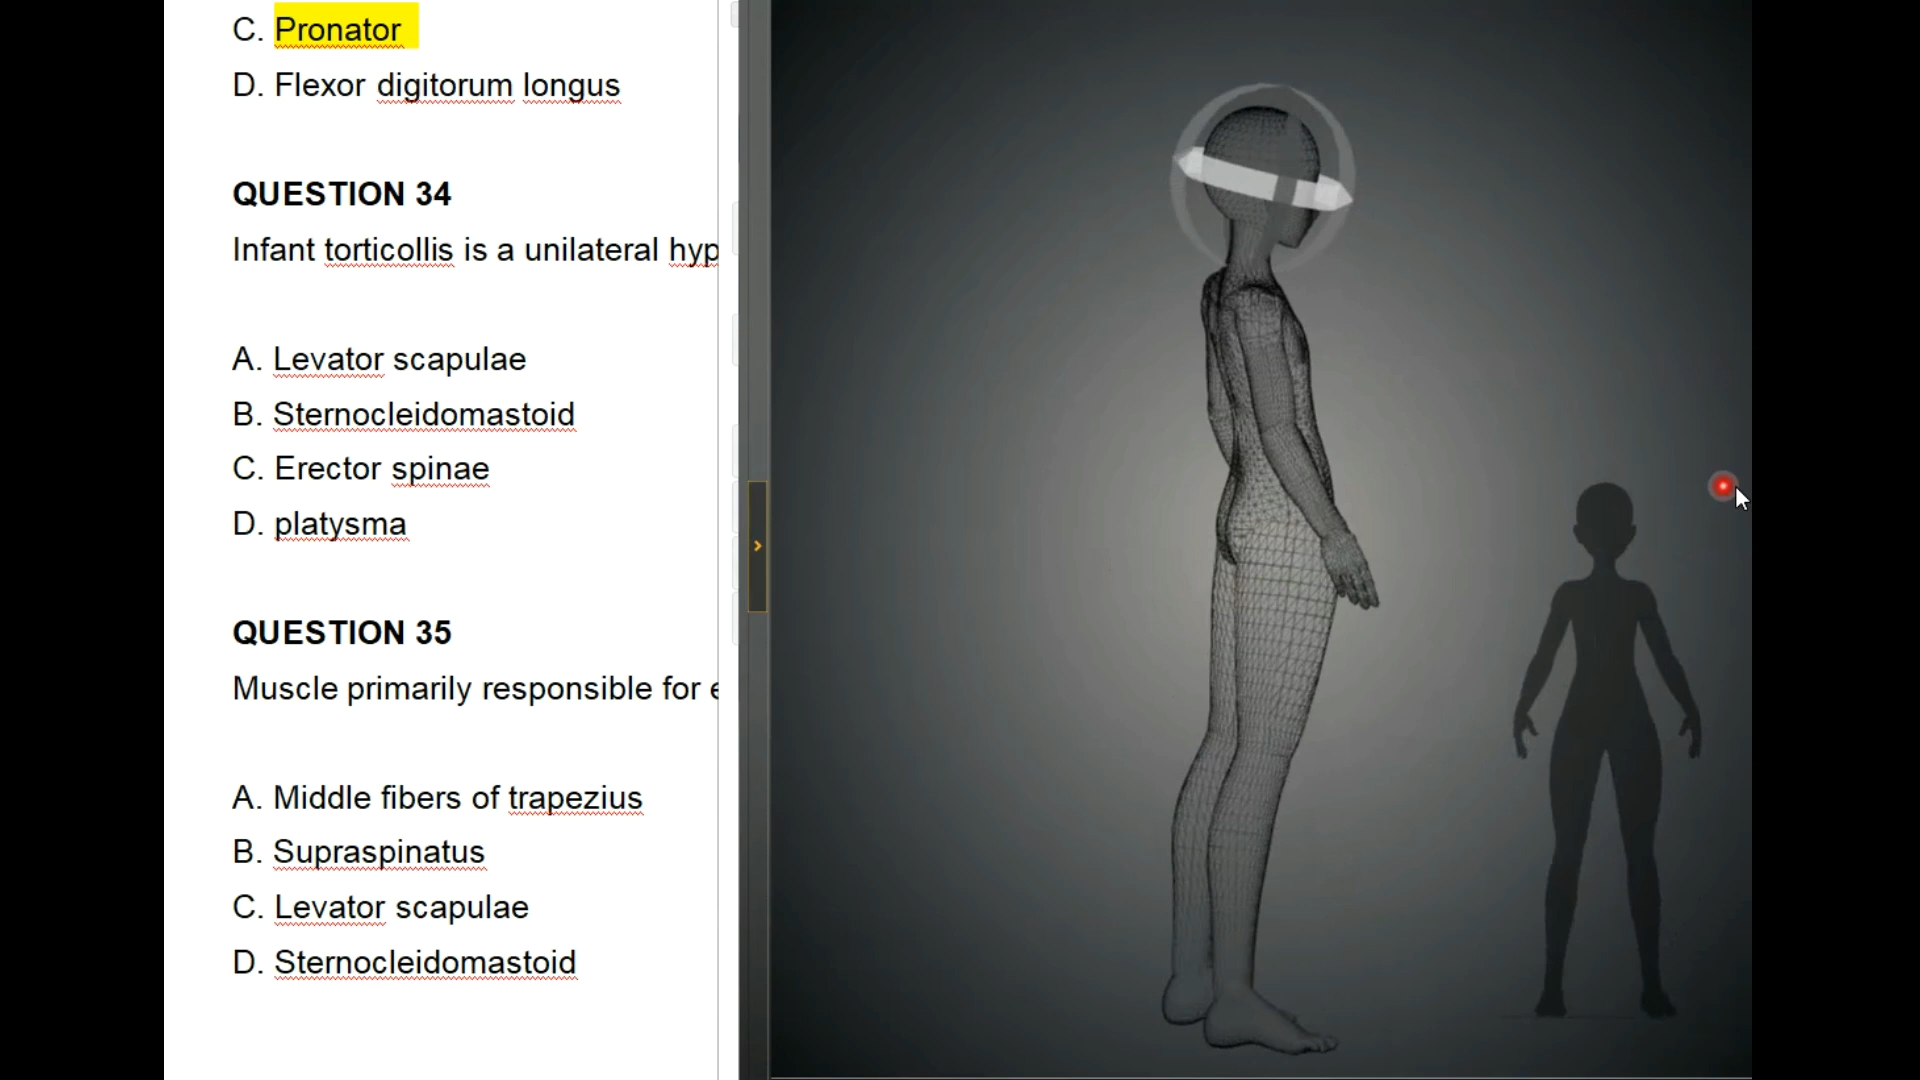 C. Pronator
D. Flexor digitorum longus
QUESTION 34
Infant torticollis is a unilateral hyp
A. Levator scapulae
B. Sternocleidomastoid
C. Erector spinae
D. platysma
QUESTION 35
Muscle primarily responsible for e
A. Middle fibers of trapezius
B. Supraspinatus
C. Levator scapulae
D. Sternocleidomastoid